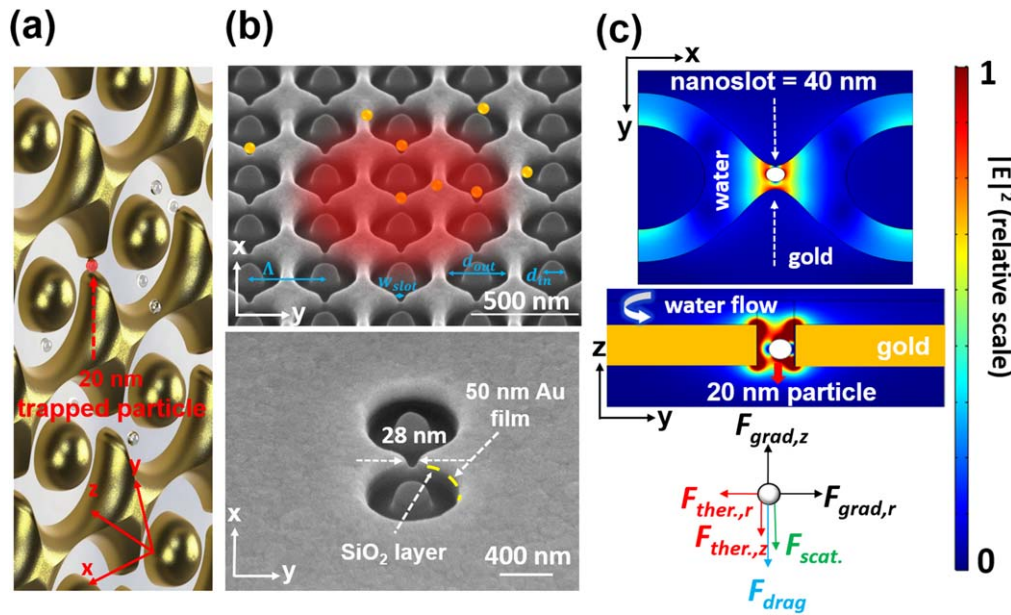 (a)
20 nm
trapped particle
y
z
x
(b)
Λ
w_slot
d_out
d_in
x
y
500 nm
50 nm Au
film
28 nm
SiO₂ layer
x
y
400 nm
(c)
x
y
nanoslot = 40 nm
water
gold
water flow
gold
z
y
20 nm particle
F_grad,z
F_ther.,r
F_grad,r
F_ther.,z
F_scat.
F_drag
1
|E|² (relative scale)
0